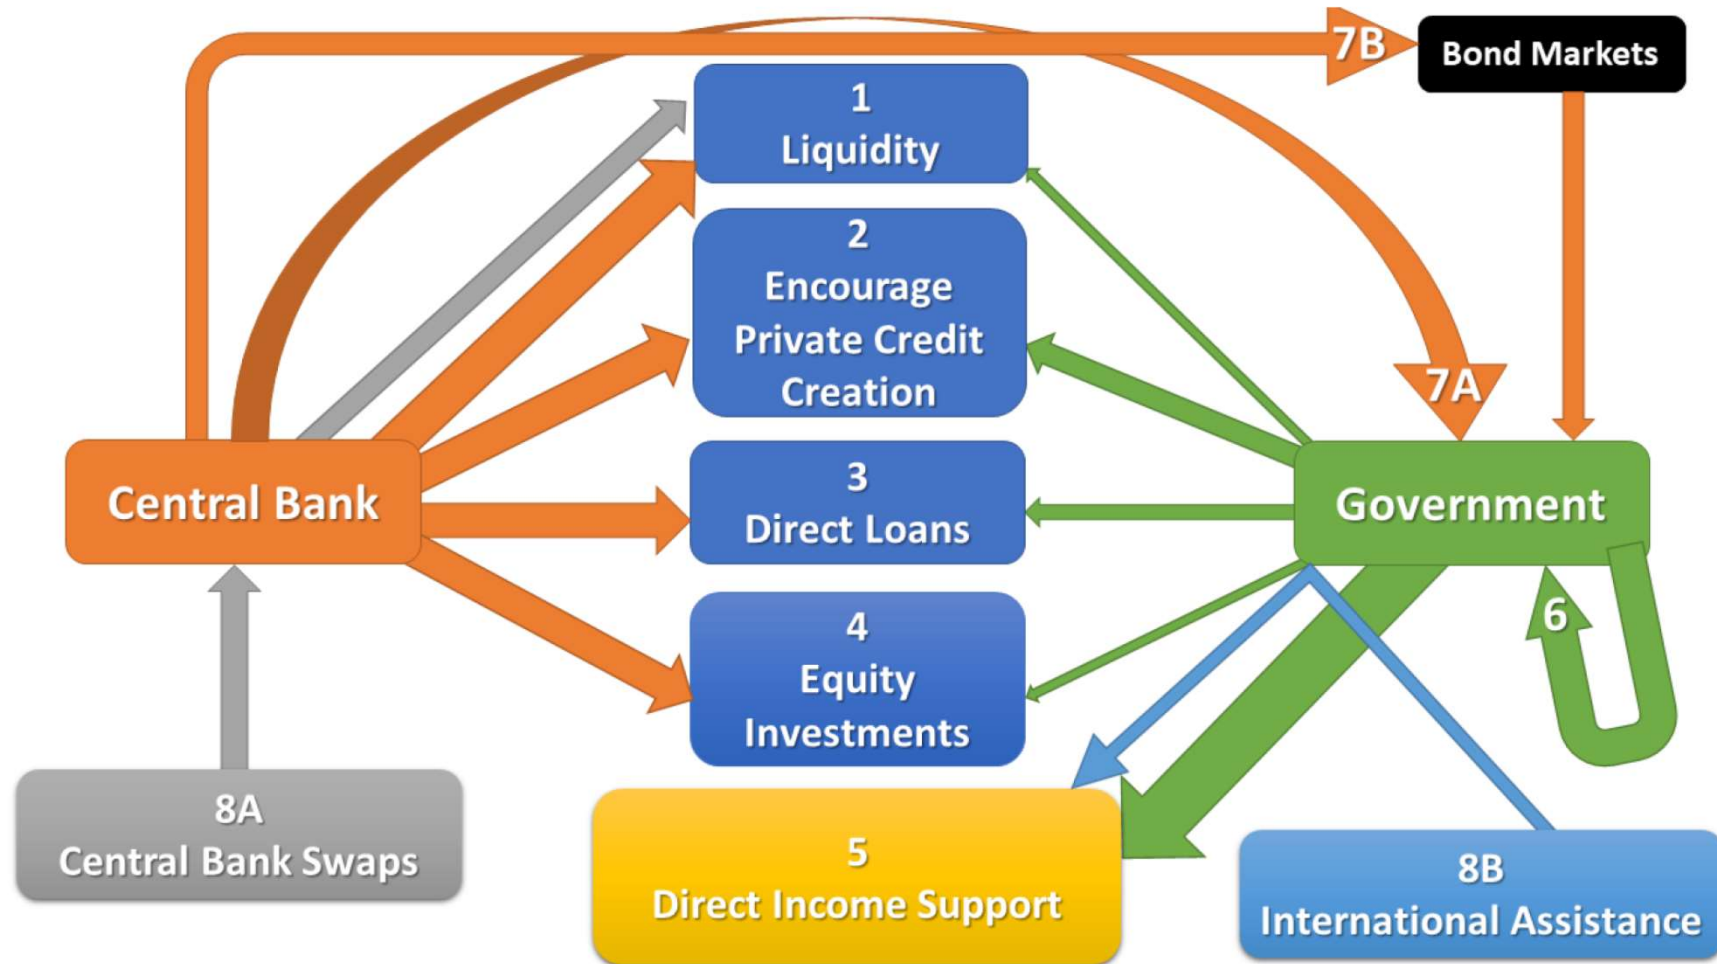 7B
Bond Markets
1
Liquidity
2
Encourage
Private Credit
Creation
7A
Central Bank
3
Direct Loans
Government
4
Equity
Investments
6
8A
Central Bank Swaps
5
Direct Income Support
8B
International Assistance